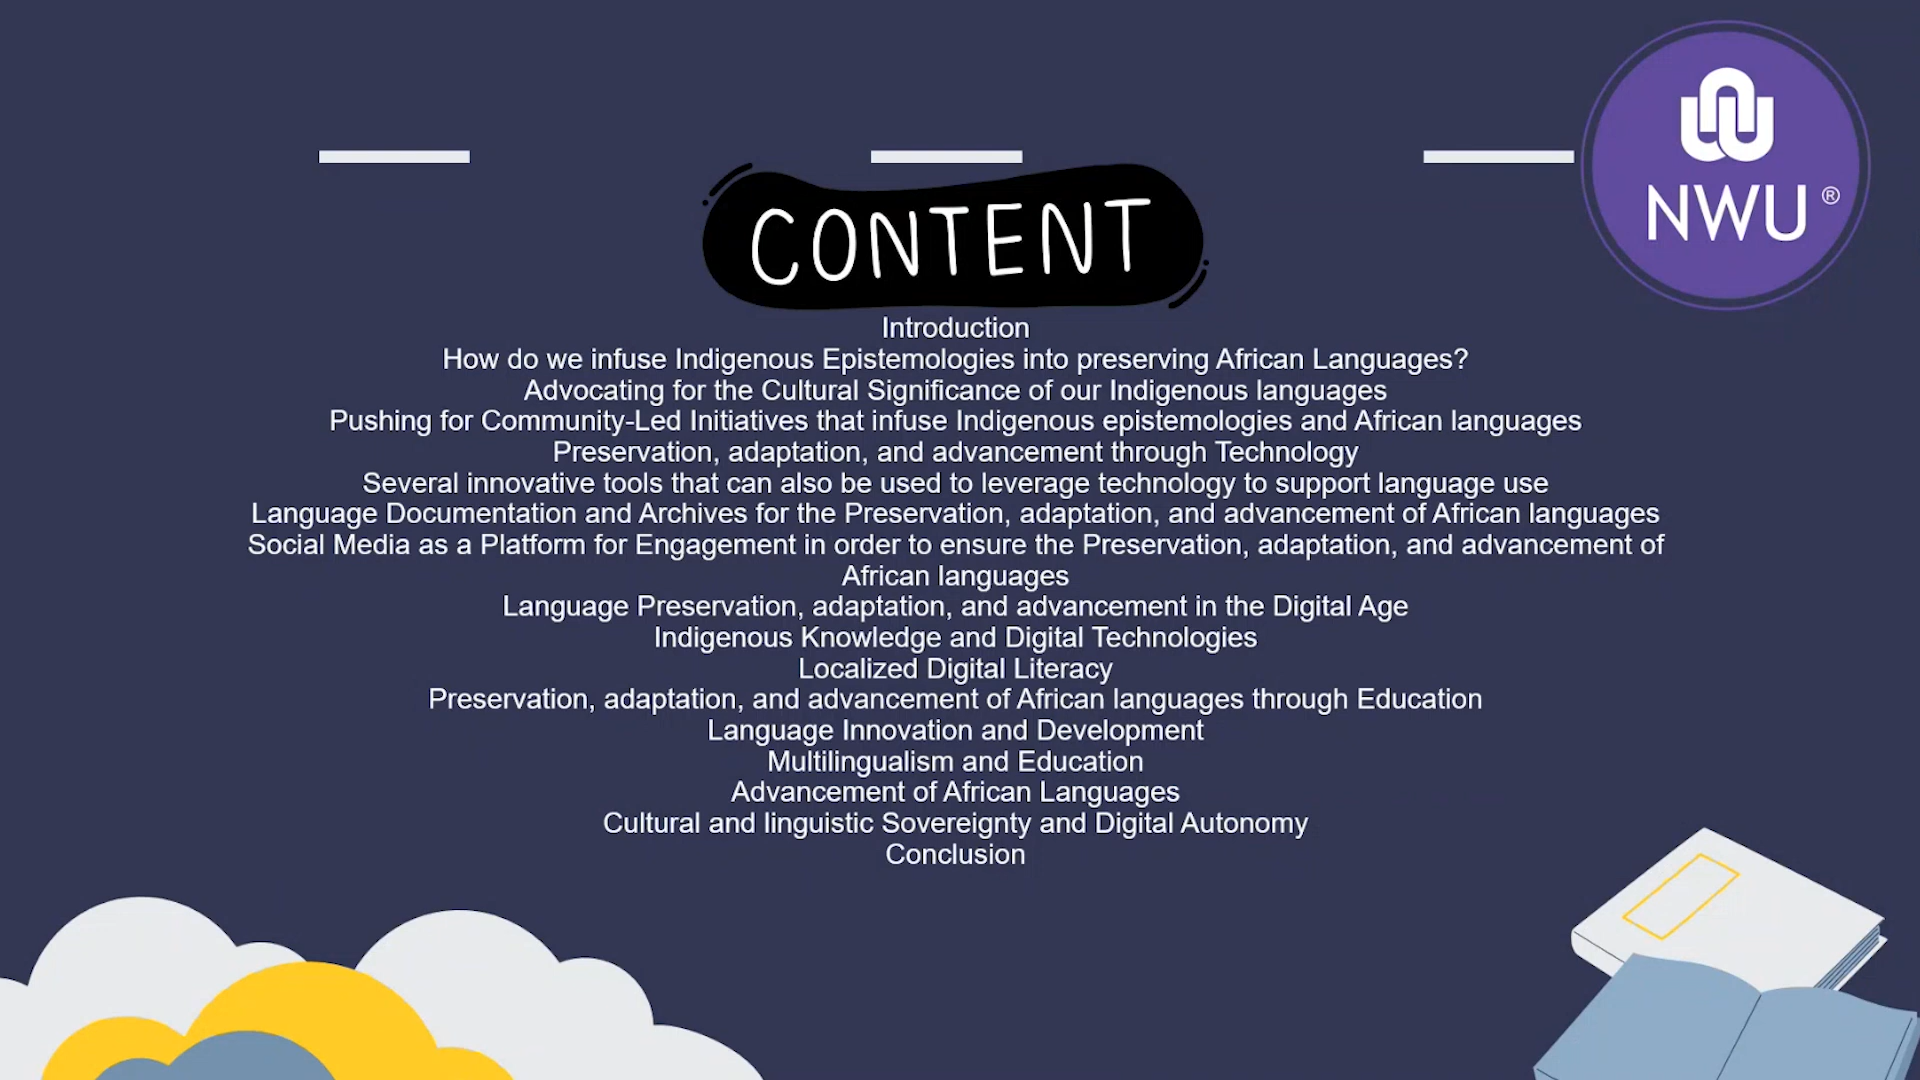 NWU®
CONTENT
Introduction
How do we infuse Indigenous Epistemologies into preserving African Languages?
Advocating for the Cultural Significance of our Indigenous languages
Pushing for Community-Led Initiatives that infuse Indigenous epistemologies and African languages
Preservation, adaptation, and advancement through Technology
Several innovative tools that can also be used to leverage technology to support language use
Language Documentation and Archives for the Preservation, adaptation, and advancement of African languages
Social Media as a Platform for Engagement in order to ensure the Preservation, adaptation, and advancement of
African languages
Language Preservation, adaptation, and advancement in the Digital Age
Indigenous Knowledge and Digital Technologies
Localized Digital Literacy
Preservation, adaptation, and advancement of African languages through Education
Language Innovation and Development
Multilingualism and Education
Advancement of African Languages
Cultural and linguistic Sovereignty and Digital Autonomy
Conclusion